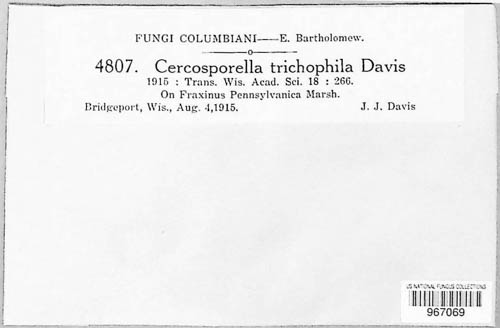 FUNGI COLUMBIANI——E. Bartholomew.
4807. Cercosporella trichophila Davis
1915 : Trans. Wis. Acad. Sci. 18 : 266.
On Fraxinus Pennsylvanica Marsh.
Bridgeport, Wis., Aug. 4,1915. J. J. Davis
US NATIONAL FUNGUS COLLECTIONS
967069